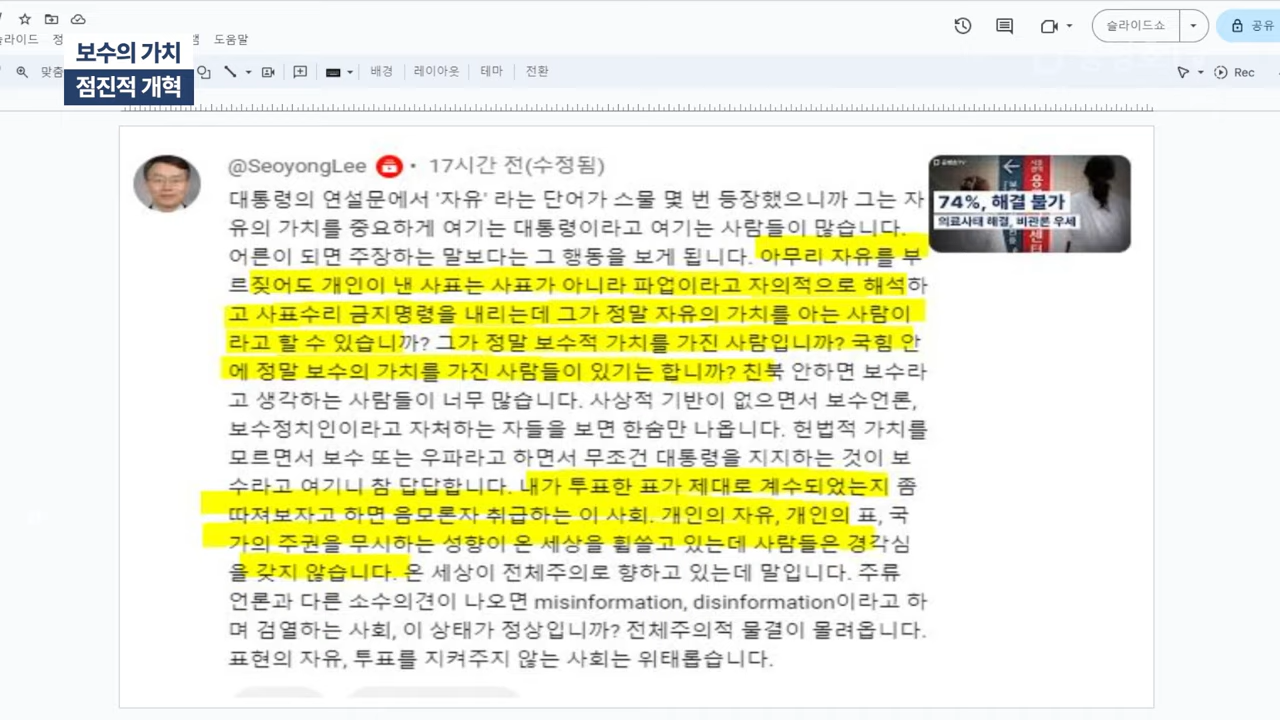 슬라이드
도움말
보수의 가치
점진적 개혁
슬라이드쇼
공유
맞춤
배경
레이아웃
테마
전환
Rec
@SeoyongLee · 17시간 전(수정됨)
대통령의 연설문에서 '자유' 라는 단어가 스물 몇 번 등장했으니까 그는 자
유의 가치를 중요하게 여기는 대통령이라고 여기는 사람들이 많습니다.
어른이 되면 주장하는 말보다는 그 행동을 보게 됩니다. 아무리 자유를 부
르짖어도 개인이 낸 사표는 사표가 아니라 파업이라고 자의적으로 해석하
고 사표수리 금지명령을 내리는데 그가 정말 자유의 가치를 아는 사람이
라고 할 수 있습니까? 그가 정말 보수적 가치를 가진 사람입니까? 국힘 안
에 정말 보수의 가치를 가진 사람들이 있기는 합니까? 친북 안하면 보수라
고 생각하는 사람들이 너무 많습니다. 사상적 기반이 없으면서 보수언론,
보수정치인이라고 자처하는 자들을 보면 한숨만 나옵니다. 헌법적 가치를
모르면서 보수 또는 우파라고 하면서 무조건 대통령을 지지하는 것이 보
수라고 여기니 참 답답합니다. 내가 투표한 표가 제대로 계수되었는지 좀
따져보자고 하면 음모론자 취급하는 이 사회. 개인의 자유, 개인의 표, 국
가의 주권을 무시하는 성향이 온 세상을 휩쓸고 있는데 사람들은 경각심
을 갖지 않습니다. 온 세상이 전체주의로 향하고 있는데 말입니다. 주류
언론과 다른 소수의견이 나오면 misinformation, disinformation이라고 하
며 검열하는 사회, 이 상태가 정상입니까? 전체주의적 물결이 몰려옵니다.
표현의 자유, 투표를 지켜주지 않는 사회는 위태롭습니다.
74%, 해결 불가
의료사태 해결, 비관론 우세